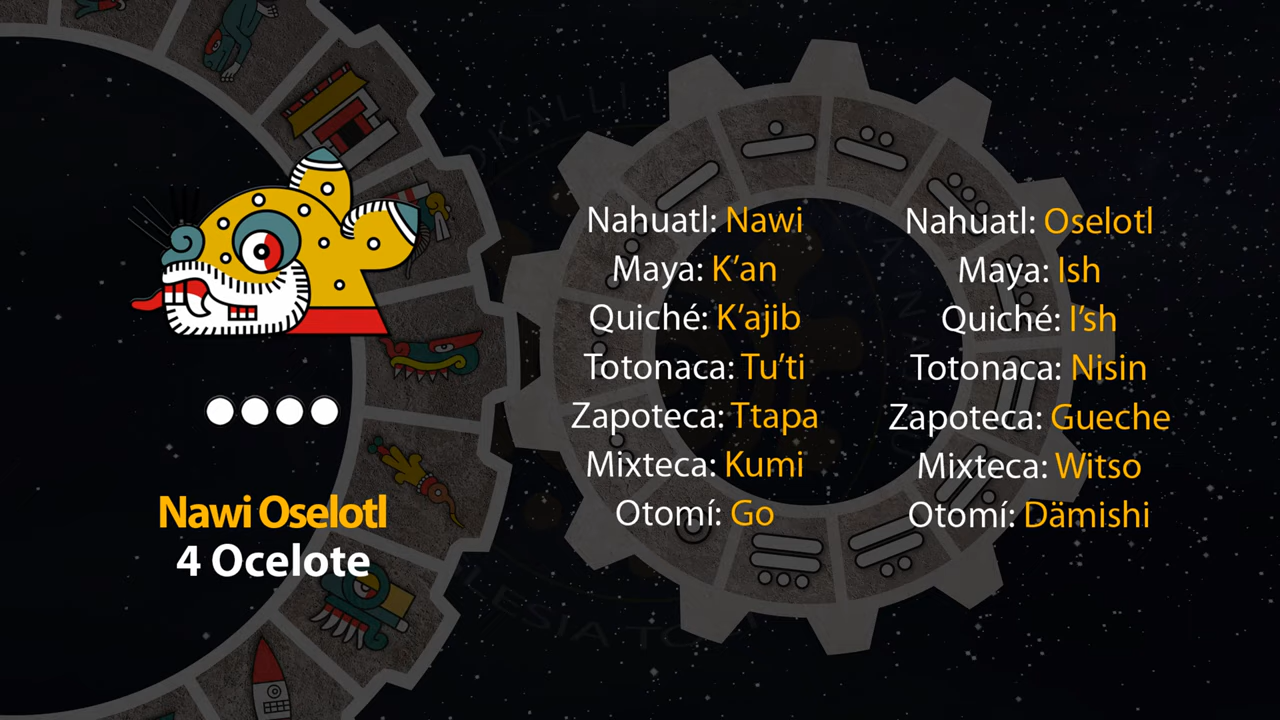 Nawi Oselotl
4 Ocelote
Nahuatl: Nawi
Maya: K'an
Quiché: K'ajib
Totonaca: Tu'ti
Zapoteca: Ttapa
Mixteca: Kumi
Otomí: Go
Nahuatl: Oselotl
Maya: Ish
Quiché: I'sh
Totonaca: Nisin
Zapoteca: Gueche
Mixteca: Witso
Otomí: Dämishi